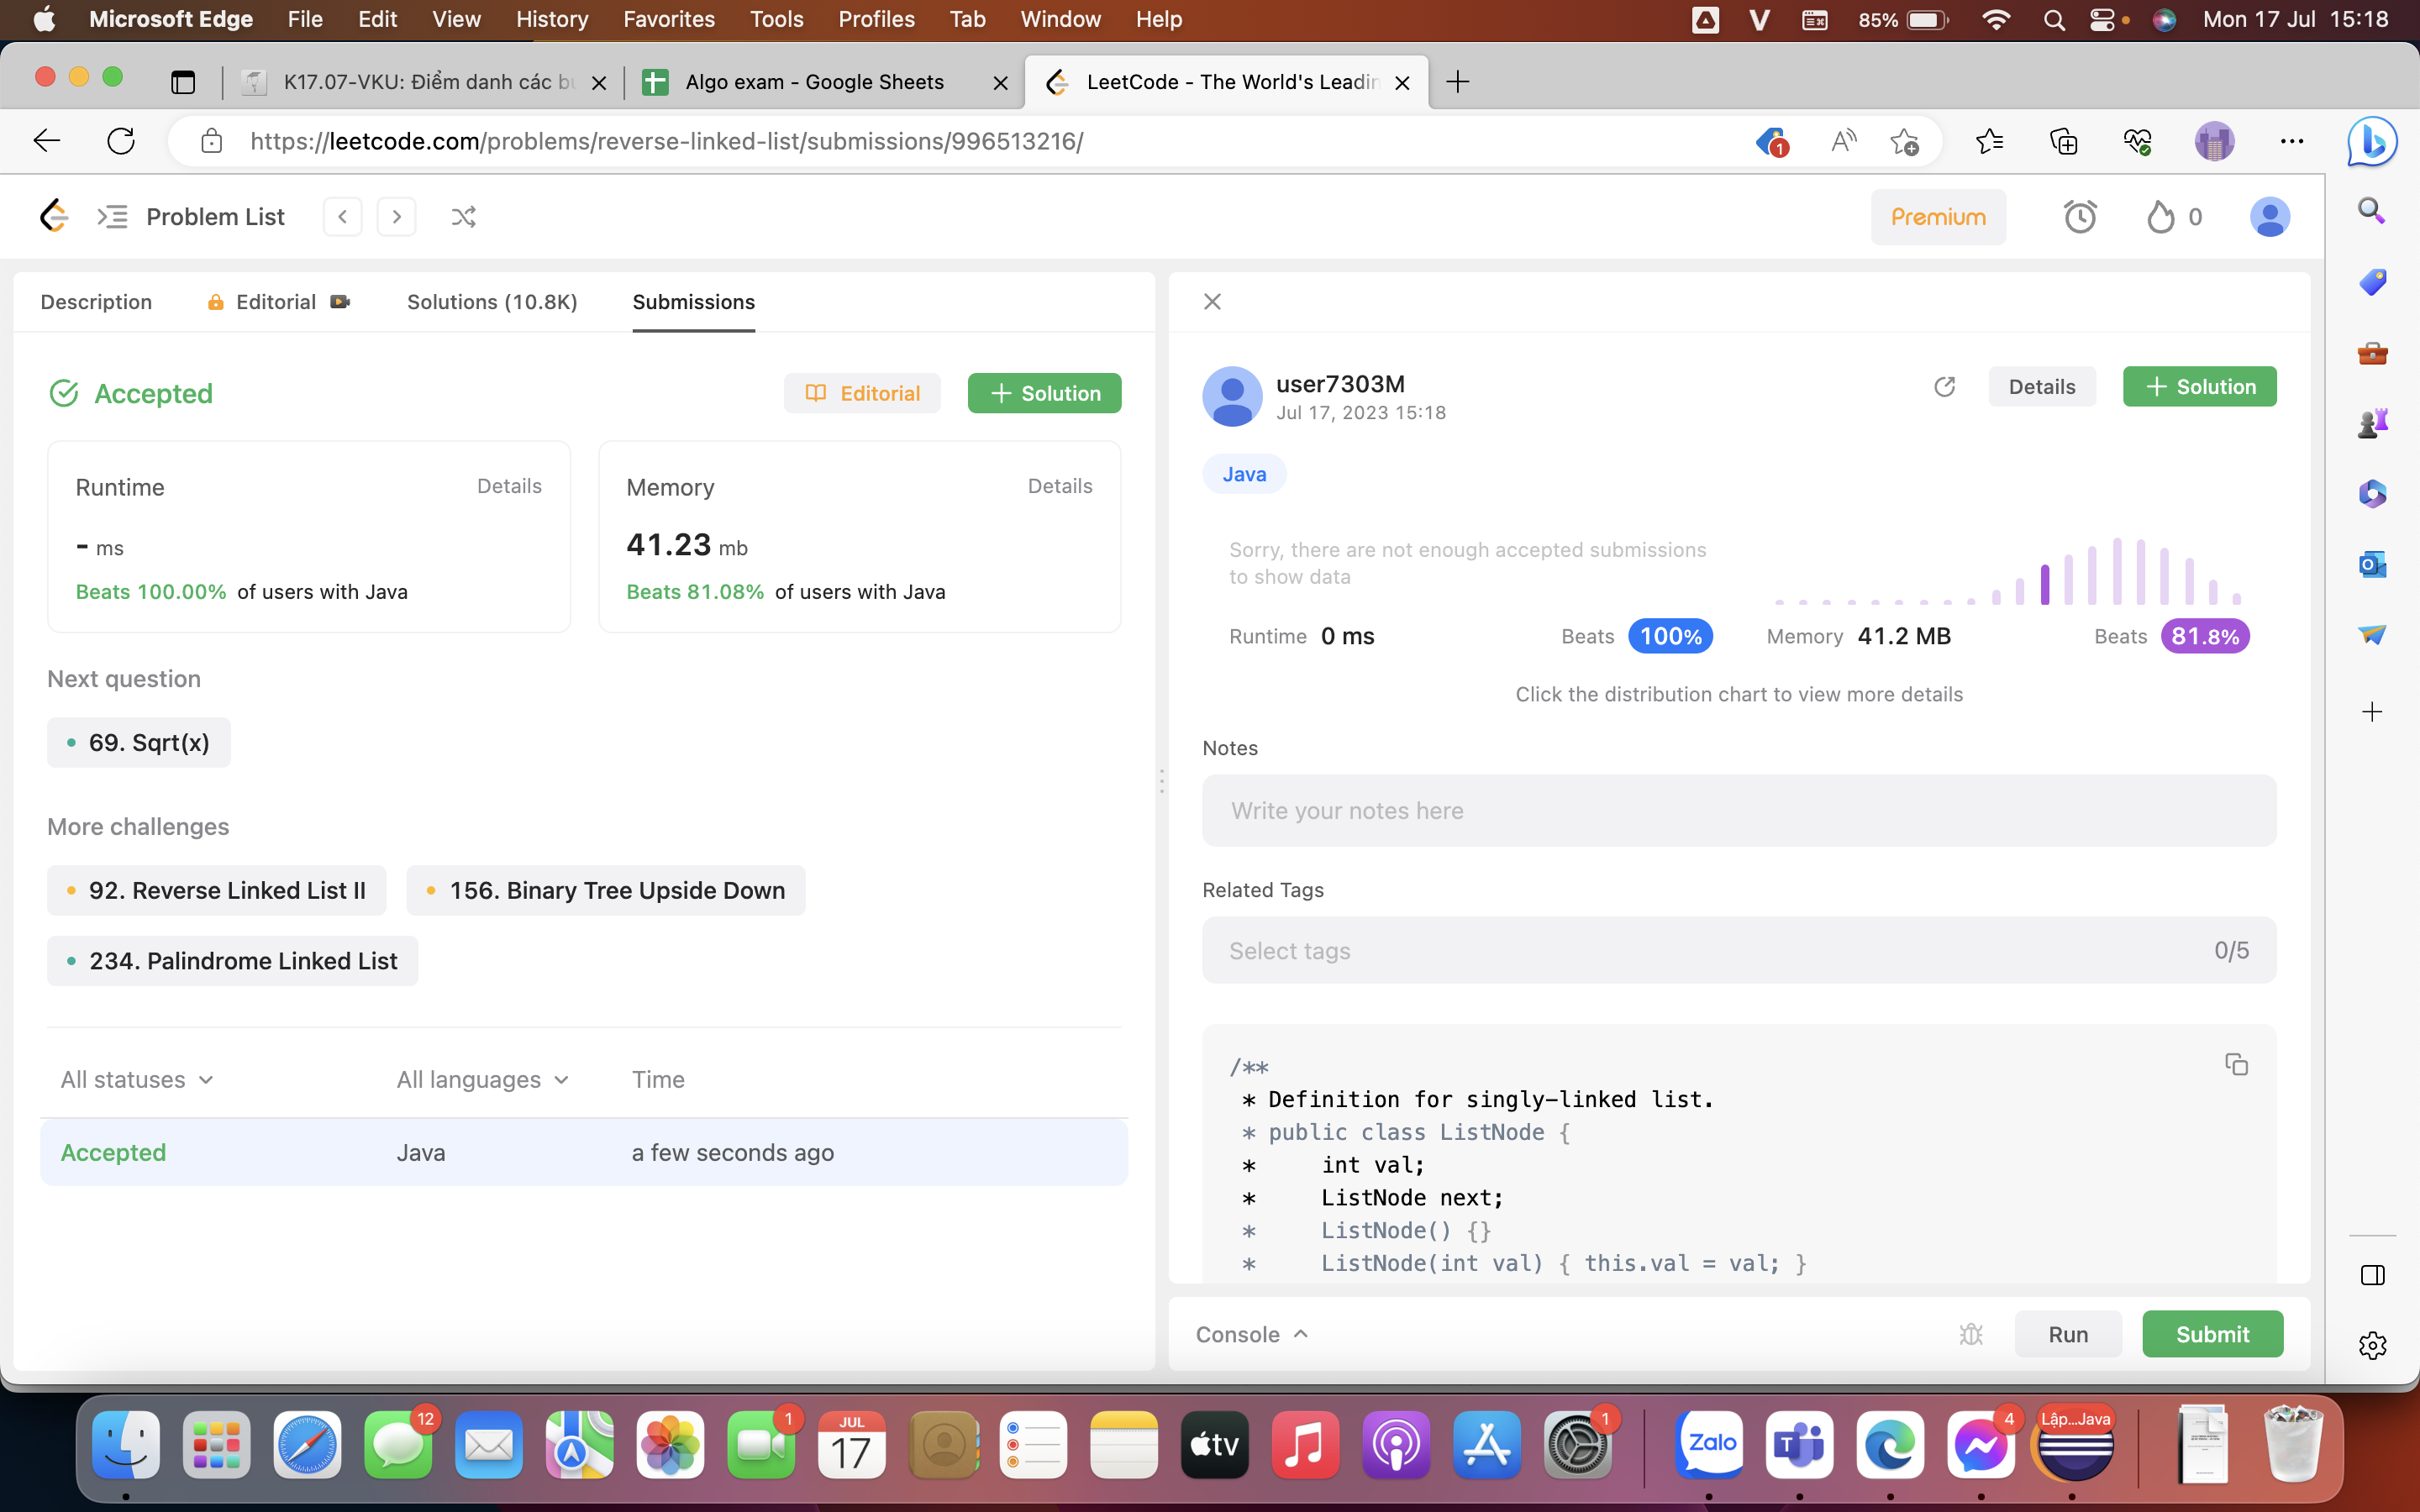 Microsoft Edge File Edit View History Favorites Tools Profiles Tab Window Help 85% Mon 17 Jul 15:18
K17.07-VKU: Điểm danh các bu
Algo exam - Google Sheets
LeetCode - The World's Leadin
https://leetcode.com/problems/reverse-linked-list/submissions/996513216/
1
Problem List
Premium
0
Description
Editorial
Solutions (10.8K)
Submissions
Accepted
Editorial
+ Solution
Runtime
Details
- ms
Beats 100.00% of users with Java
Memory
Details
41.23 mb
Beats 81.08% of users with Java
Next question
69. Sqrt(x)
More challenges
92. Reverse Linked List II
156. Binary Tree Upside Down
234. Palindrome Linked List
All statuses
All languages
Time
Accepted
Java
a few seconds ago
user7303M
Jul 17, 2023 15:18
Details
+ Solution
Java
Sorry, there are not enough accepted submissions
to show data
Runtime 0 ms
Beats 100%
Memory 41.2 MB
Beats 81.8%
Click the distribution chart to view more details
Notes
Write your notes here
Related Tags
Select tags
0/5
/**
* Definition for singly-linked list.
* public class ListNode {
*     int val;
*     ListNode next;
*     ListNode() {}
*     ListNode(int val) { this.val = val; }
Console
Run
Submit
12
1
JUL
17
tv
1
Zalo
T
4
Lập...Java